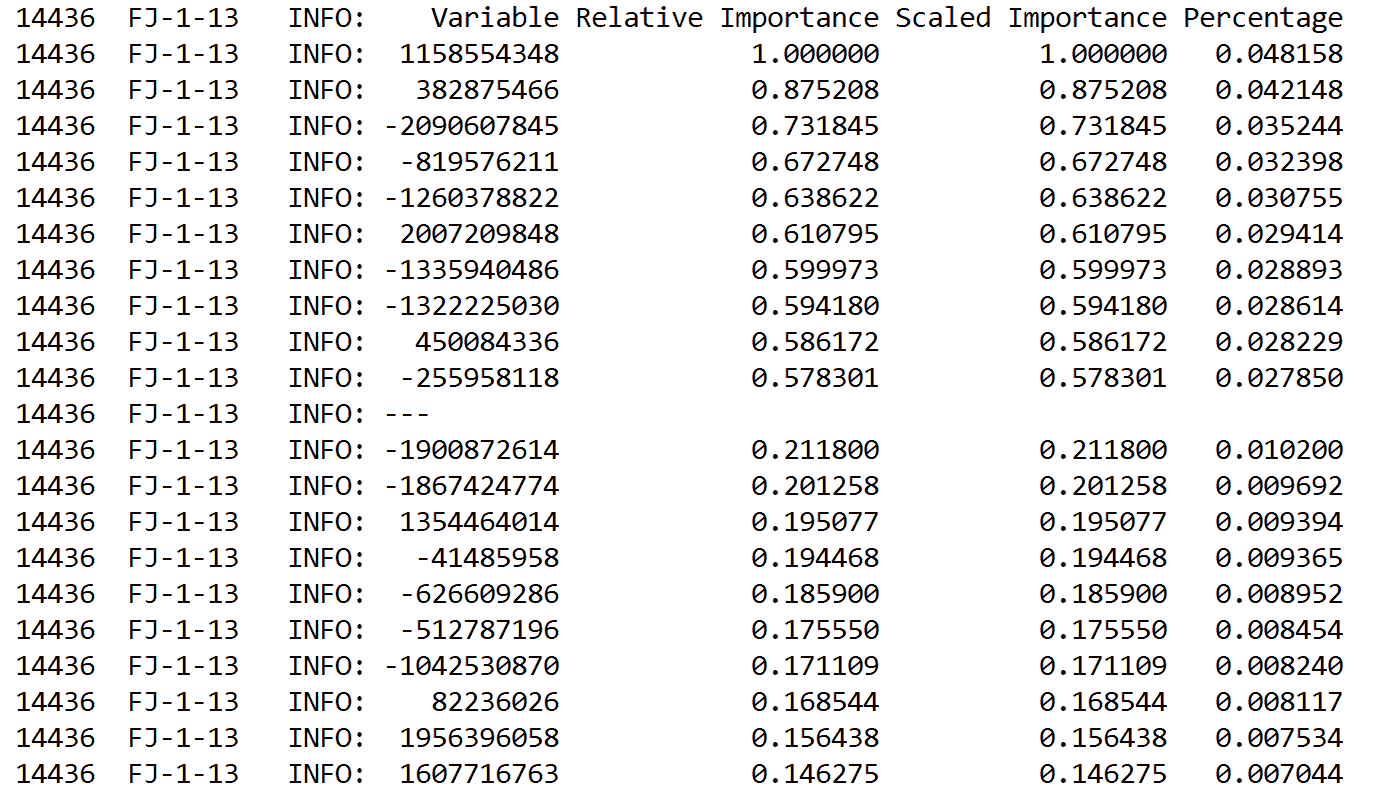 14436  FJ-1-13   INFO:    Variable Relative Importance Scaled Importance Percentage
14436  FJ-1-13   INFO:  1158554348            1.000000          1.000000   0.048158
14436  FJ-1-13   INFO:   382875466            0.875208          0.875208   0.042148
14436  FJ-1-13   INFO: -2090607845            0.731845          0.731845   0.035244
14436  FJ-1-13   INFO:  -819576211            0.672748          0.672748   0.032398
14436  FJ-1-13   INFO: -1260378822            0.638622          0.638622   0.030755
14436  FJ-1-13   INFO:  2007209848            0.610795          0.610795   0.029414
14436  FJ-1-13   INFO: -1335940486            0.599973          0.599973   0.028893
14436  FJ-1-13   INFO: -1322225030            0.594180          0.594180   0.028614
14436  FJ-1-13   INFO:   450084336            0.586172          0.586172   0.028229
14436  FJ-1-13   INFO:  -255958118            0.578301          0.578301   0.027850
14436  FJ-1-13   INFO: ---
14436  FJ-1-13   INFO: -1900872614            0.211800          0.211800   0.010200
14436  FJ-1-13   INFO: -1867424774            0.201258          0.201258   0.009692
14436  FJ-1-13   INFO:  1354464014            0.195077          0.195077   0.009394
14436  FJ-1-13   INFO:   -41485958            0.194468          0.194468   0.009365
14436  FJ-1-13   INFO:  -626609286            0.185900          0.185900   0.008952
14436  FJ-1-13   INFO:  -512787196            0.175550          0.175550   0.008454
14436  FJ-1-13   INFO: -1042530870            0.171109          0.171109   0.008240
14436  FJ-1-13   INFO:    82236026            0.168544          0.168544   0.008117
14436  FJ-1-13   INFO:  1956396058            0.156438          0.156438   0.007534
14436  FJ-1-13   INFO:  1607716763            0.146275          0.146275   0.007044